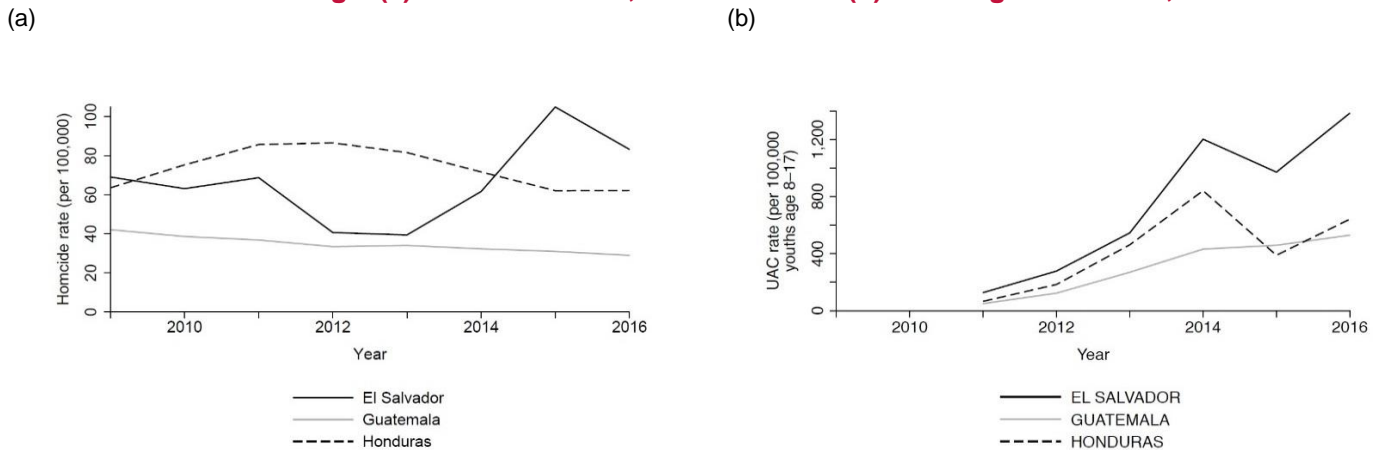 (a)
(b)
Homcide rate (per 100,000)
0
20
40
60
80
100
2010
2012
2014
2016
Year
El Salvador
Guatemala
Honduras
UAC rate (per 100,000
youths age 8–17)
0
400
800
1,200
2010
2012
2014
2016
Year
EL SALVADOR
GUATEMALA
HONDURAS